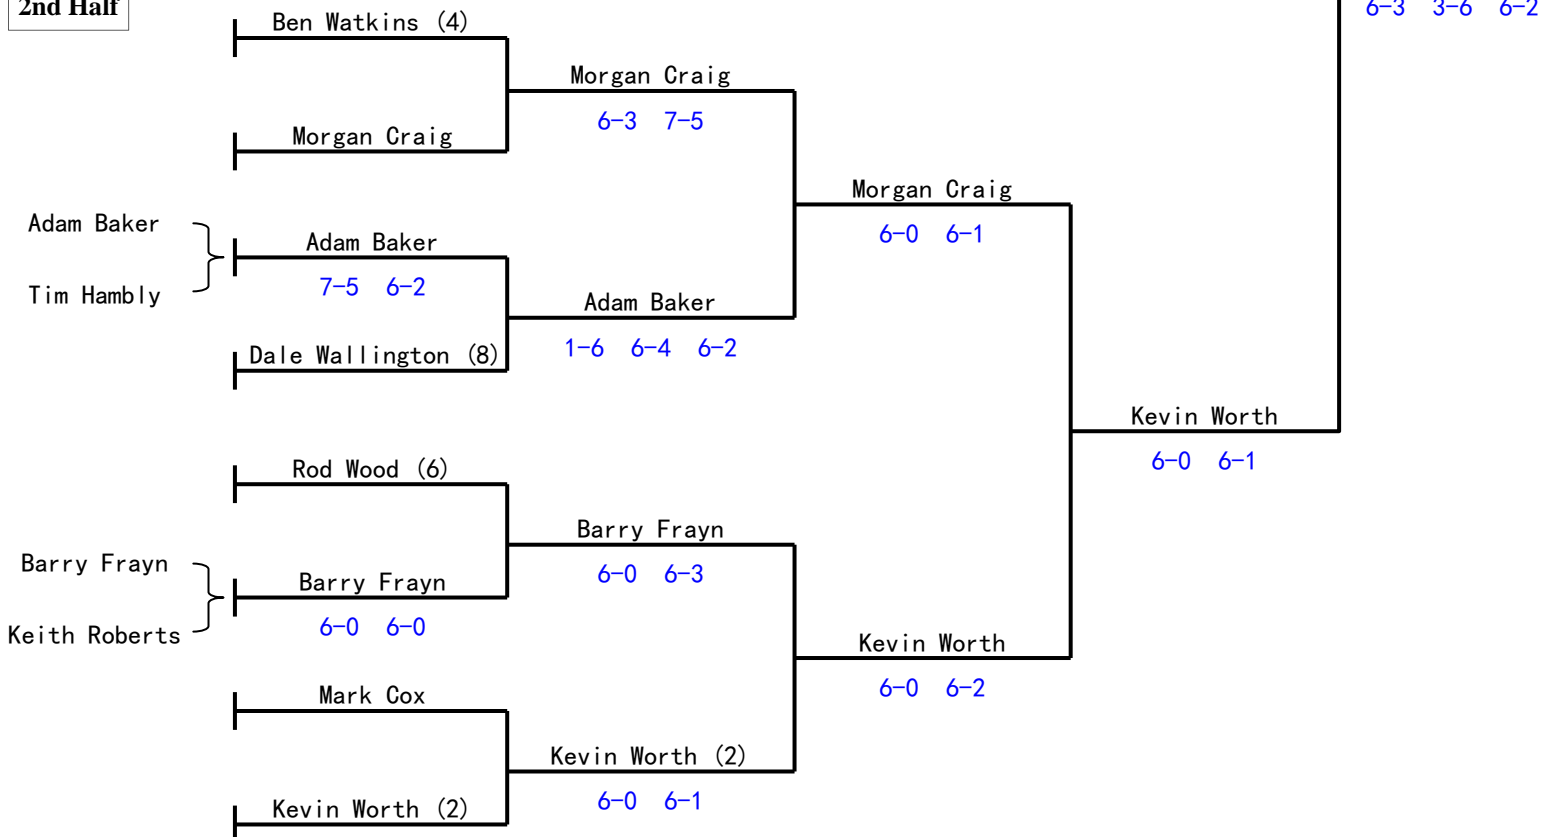 2nd Half
6-3 3-6 6-2
Ben Watkins (4)
Morgan Craig
6-3 7-5
Morgan Craig
Morgan Craig
6-0 6-1
Adam Baker
Tim Hambly
Adam Baker
7-5 6-2
Adam Baker
1-6 6-4 6-2
Dale Wallington (8)
Kevin Worth
6-0 6-1
Rod Wood (6)
Barry Frayn
6-0 6-3
Barry Frayn
Keith Roberts
Barry Frayn
6-0 6-0
Kevin Worth
6-0 6-2
Mark Cox
Kevin Worth (2)
6-0 6-1
Kevin Worth (2)